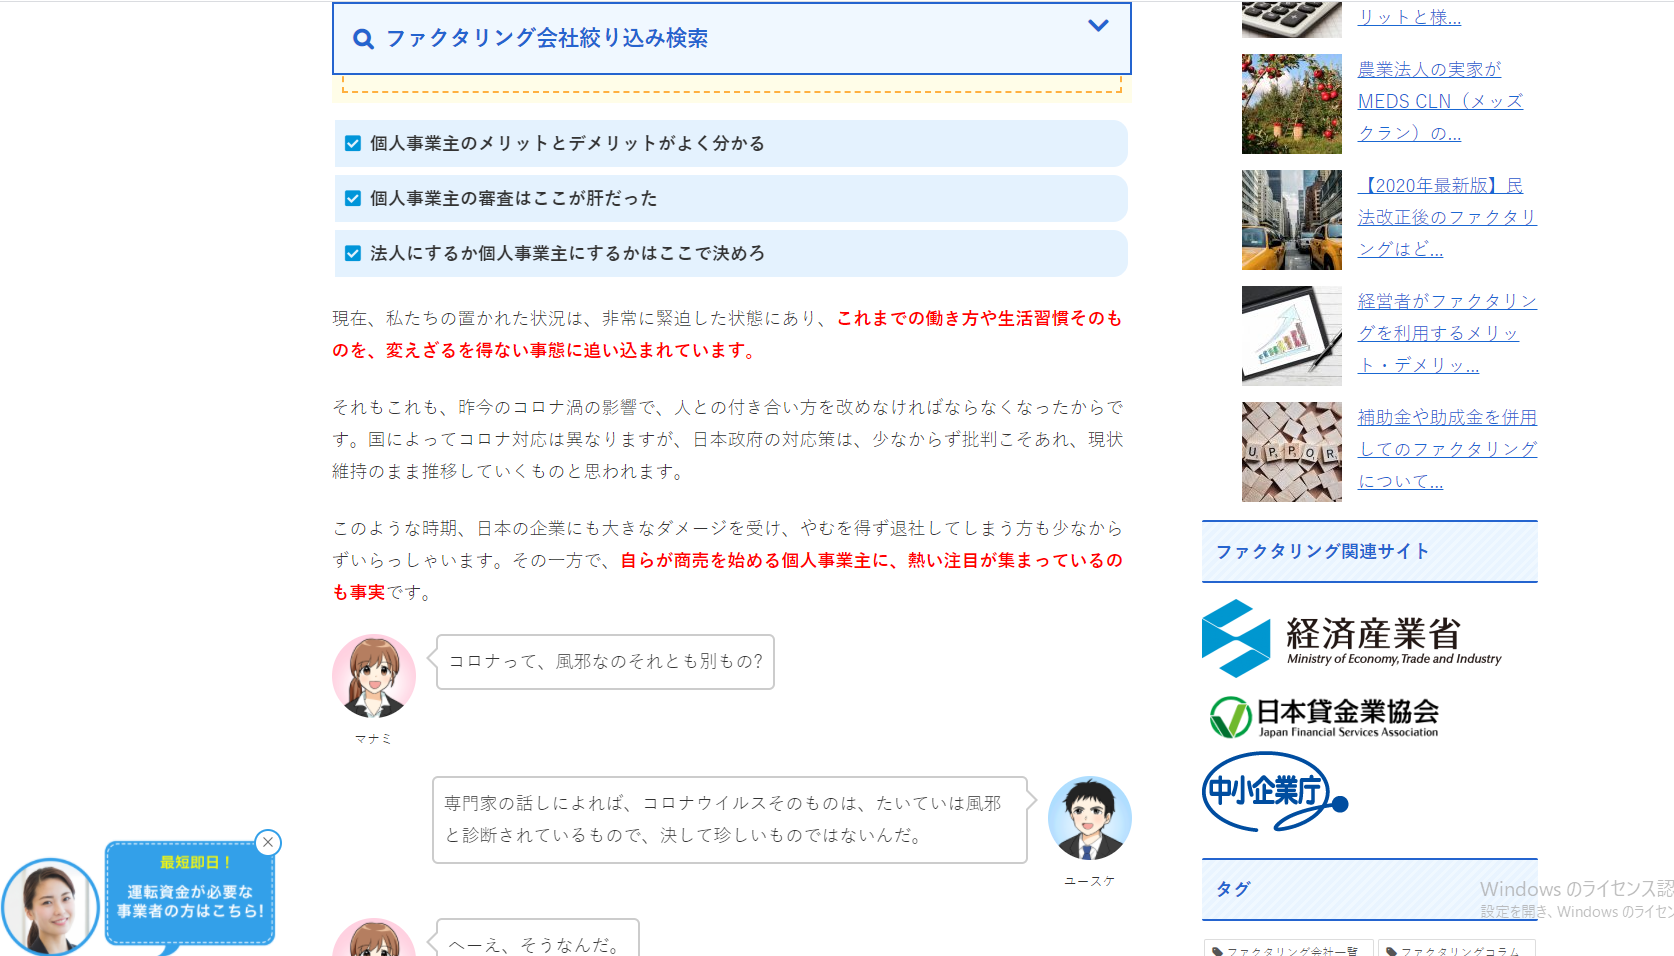 ファクタリング会社絞り込み検索
個人事業主のメリットとデメリットがよく分かる
個人事業主の審査はここが肝だった
法人にするか個人事業主にするかはここで決めろ
現在、私たちの置かれた状況は、非常に緊迫した状態にあり、これまでの働き方や生活習慣そのも
のを、変えざるを得ない事態に追い込まれています。
それもこれも、昨今のコロナ渦の影響で、人との付き合い方を改めなければならなくなったからで
す。国によってコロナ対応は異なりますが、日本政府の対応策は、少なからず批判こそあれ、現状
維持のまま推移していくものと思われます。
このような時期、日本の企業にも大きなダメージを受け、やむを得ず退社してしまう方も少なから
ずいらっしゃいます。その一方で、自らが商売を始める個人事業主に、熱い注目が集まっているの
も事実です。
コロナって、風邪なのそれとも別もの?
マナミ
専門家の話しによれば、コロナウイルスそのものは、たいていは風邪
と診断されているもので、決して珍しいものではないんだ。
ユースケ
へーえ、そうなんだ。
最短即日！
運転資金が必要な
事業者の方はこちら!
リットと様...
農業法人の実家が
MEDS CLN（メッズ
クラン）の...
【2020年最新版】民
法改正後のファクタリ
ングはど...
経営者がファクタリン
グを利用するメリッ
ト・デメリッ...
UPPOR
補助金や助成金を併用
してのファクタリング
について...
ファクタリング関連サイト
経済産業省
Ministry of Economy, Trade and Industry
日本貸金業協会
Japan Financial Services Association
中小企業庁
タグ
Windows のライセンス認
設定を開き、Windows のライセン
ファクタリング会社一覧
ファクタリングコラム